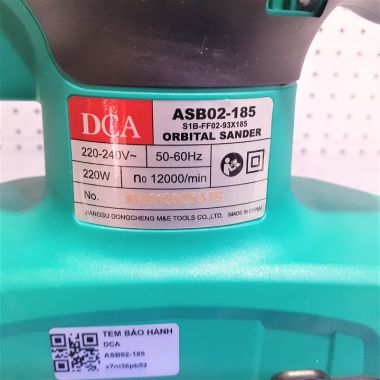 DCA
ASB02-185
S1B-FF02-93X185
ORBITAL SANDER
220-240V~ 50-60Hz
220W n₀ 12000/min
No.
JIANGSU DONGCHENG M&E TOOLS CO.,LTD. (MADE IN CHINA)
TEM BẢO HÀNH
DCA
ASB02-185